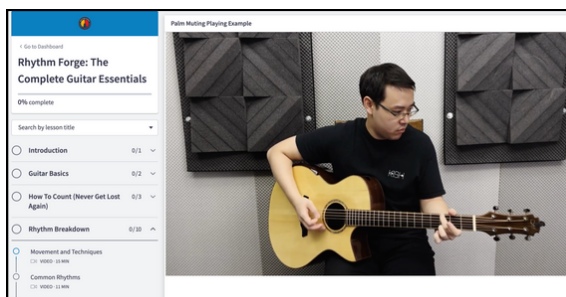 Palm Muting Playing Example
< Go to Dashboard
Rhythm Forge: The
Complete Guitar Essentials
0% complete
Search by lesson title
Introduction 0/1
Guitar Basics 0/2
How To Count (Never Get Lost
Again) 0/3
Rhythm Breakdown 0/10
Movement and Techniques
VIDEO · 15 MIN
Common Rhythms
VIDEO · 11 MIN